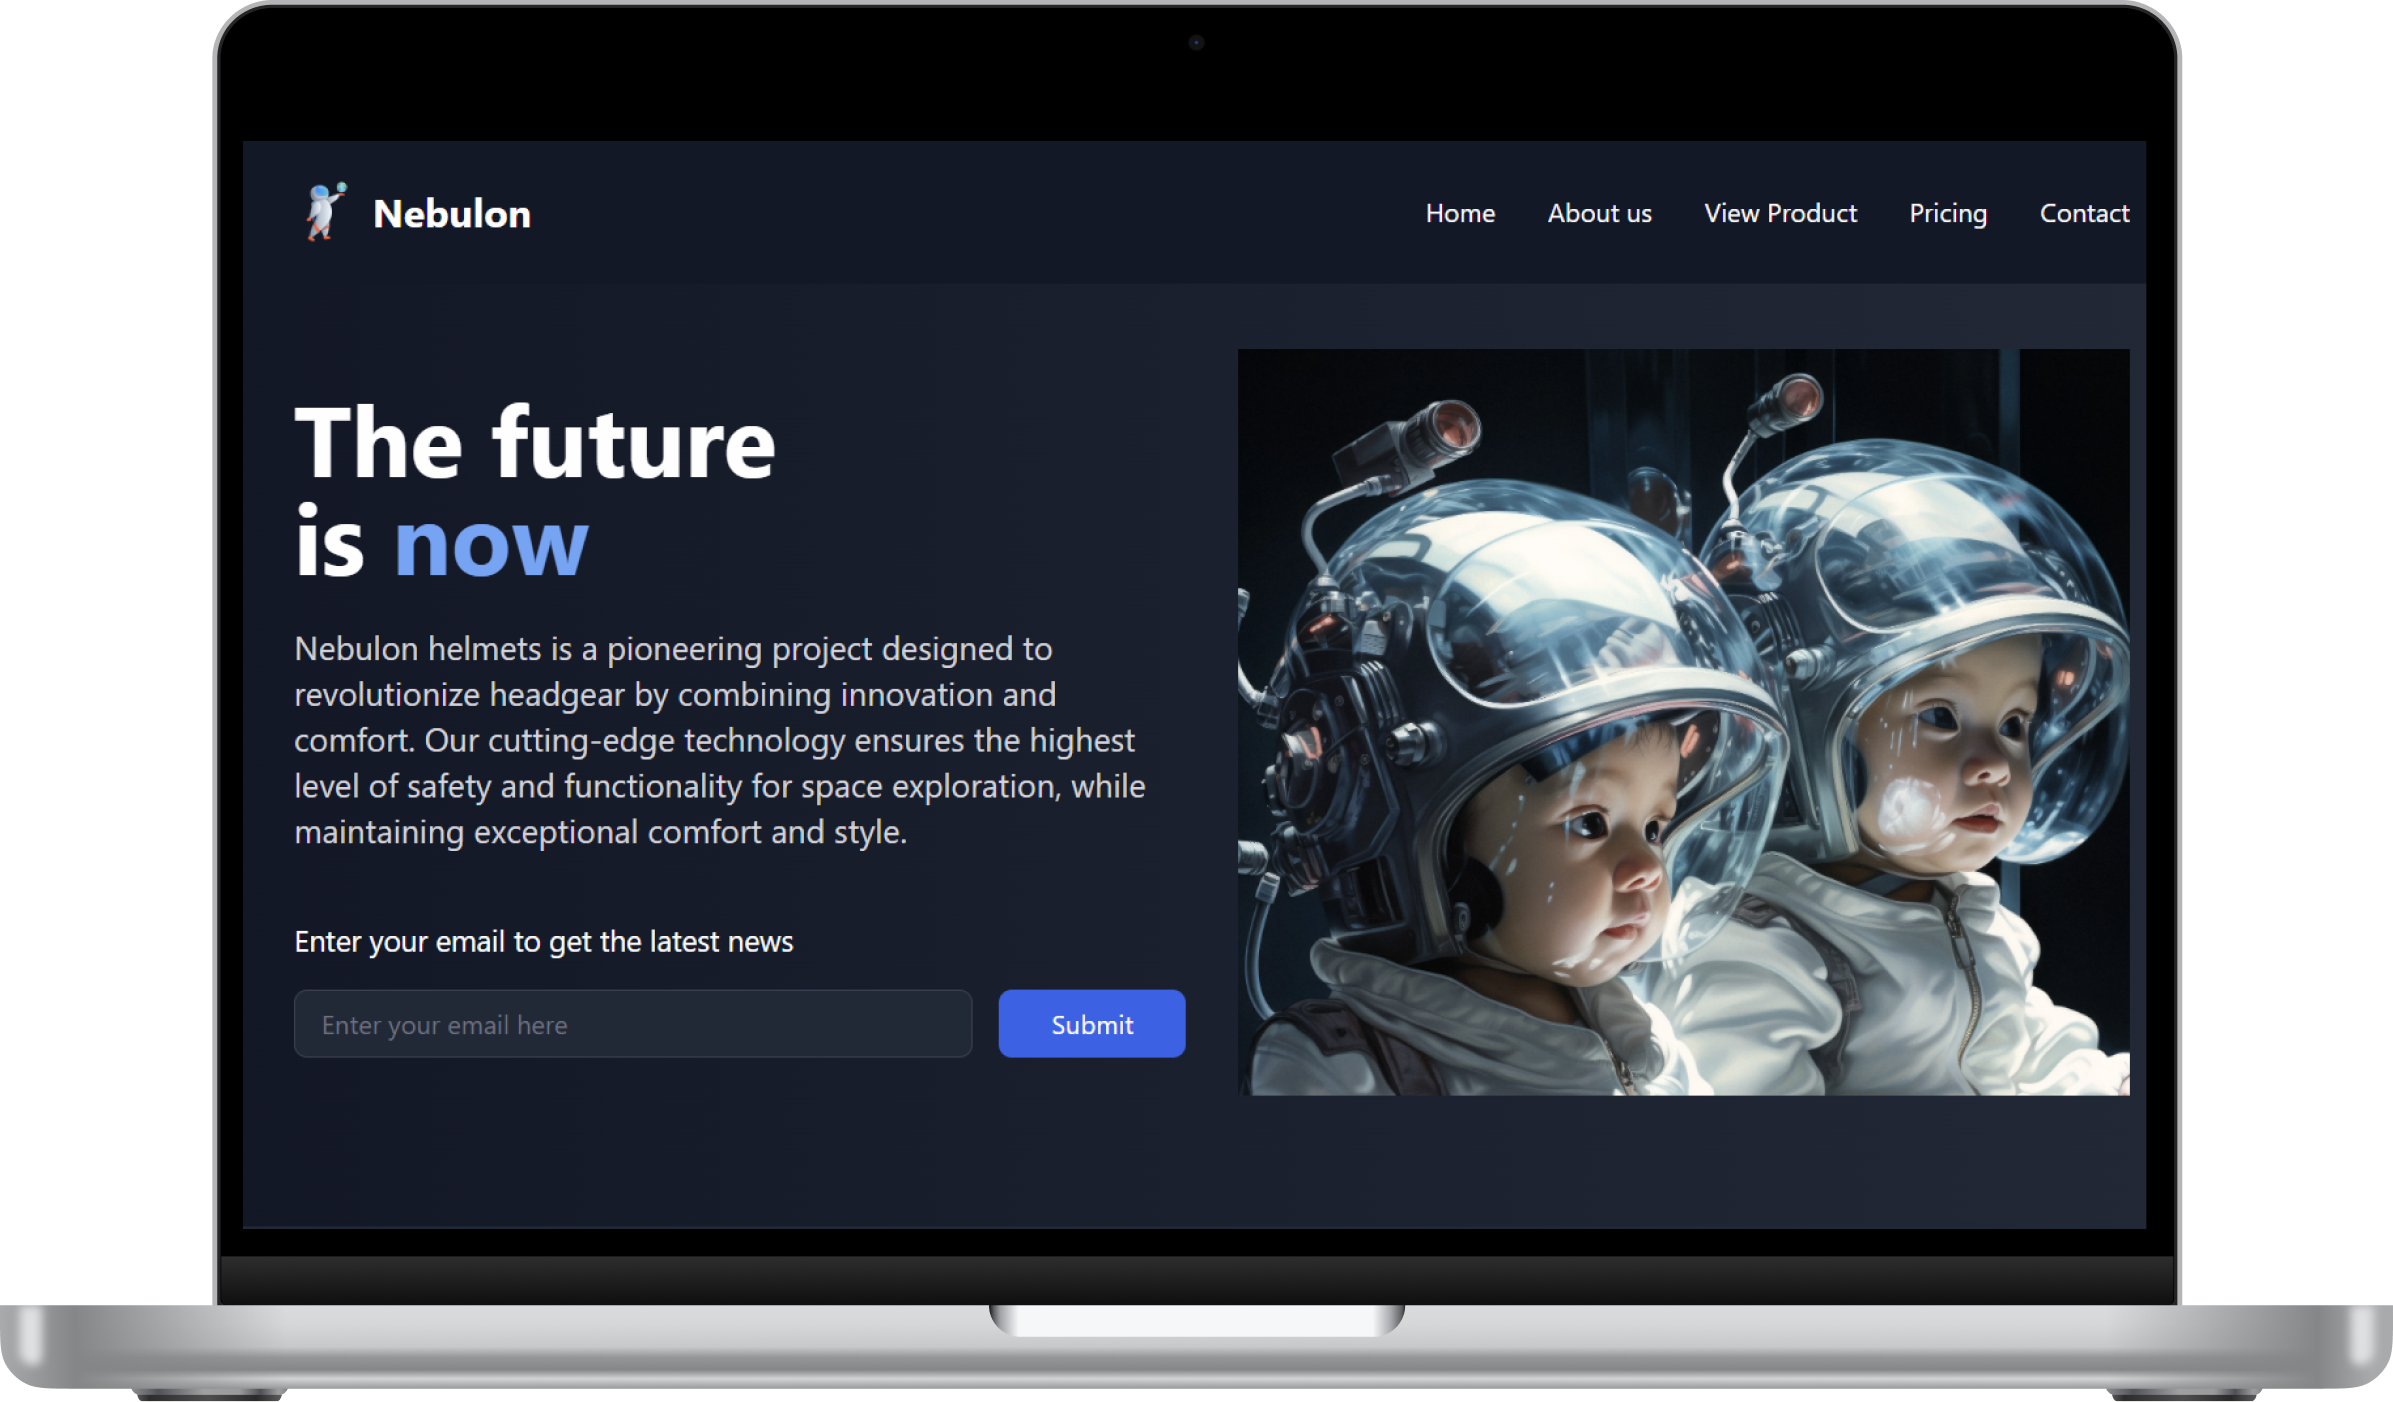 Nebulon
Home About us View Product Pricing Contact
The future
is now
Nebulon helmets is a pioneering project designed to
revolutionize headgear by combining innovation and
comfort. Our cutting-edge technology ensures the highest
level of safety and functionality for space exploration, while
maintaining exceptional comfort and style.
Enter your email to get the latest news
Enter your email here
Submit